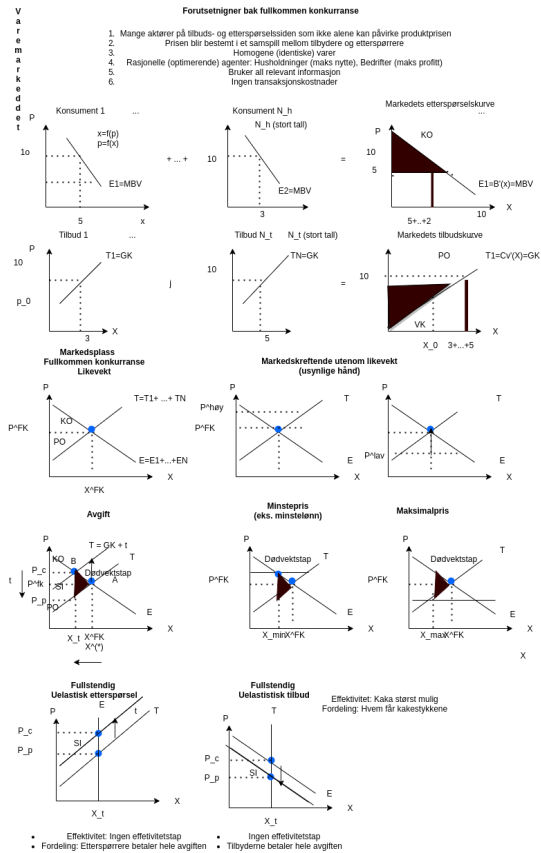 Varemarkeddet
Forutsetnigner bak fullkommen konkurranse
1. Mange aktører på tilbuds- og etterspørselssiden som ikke alene kan påvirke produktprisen
2. Prisen blir bestemt i et samspill mellom tilbydere og etterspørrere
3. Homogene (identiske) varer
4. Rasjonelle (optimerende) agenter: Husholdninger (maks nytte), Bedrifter (maks profitt)
5. Bruker all relevant informasjon
6. Ingen transaksjonskostnader
Konsument 1 ...
P
x=f(p)
p=f(x)
1o
E1=MBV
5 x
+ ... +
Konsument N_h
N_h (stort tall)
10
E2=MBV
3
=
Markedets etterspørselskurve
...
P
KO
10
5
E1=B'(x)=MBV
5+..+2 10 X
Tilbud 1 ...
P
T1=GK
10
p_0
3 X
j
Tilbud N_t N_t (stort tall)
TN=GK
10
5
=
Markedets tilbudskurve
PO T1=Cv'(X)=GK
10
VK
X
X_0 3+...+5
Markedsplass
Fullkommen konkurranse
Likevekt
P
T=T1+ ...+ TN
KO
P^FK
PO
E=E1+...+EN
X
X^FK
Markedskreftende utenom likevekt
(usynlige hånd)
P
T
P^høy
P^FK
E
X
P
T
P^lav
E
X
Avgift
P
T = GK + t
KO B T
P_c Dødvektstap
t P^fk SI A
P_p PO
E
X
X_t X^FK
X^(*)
Minstepris
(eks. minstelønn)
P
Dødvektstap T
P^FK
E
X_min X^FK X
Maksimalpris
P
T
Dødvektstap
P^FK
E
X_max X^FK X
X
Fullstendig
Uelastisk etterspørsel
E
P t T
P_c
SI
P_p
X
X_t
Fullstendig
Uelastistisk tilbud
P T
P_c
P_p SI
E
X
X_t
Effektivitet: Kaka størst mulig
Fordeling: Hvem får kakestykkene
• Effektivitet: Ingen effetivitetstap
• Fordeling: Etterspørrere betaler hele avgiften
• Ingen effetivitetstap
• Tilbyderne betaler hele avgiften